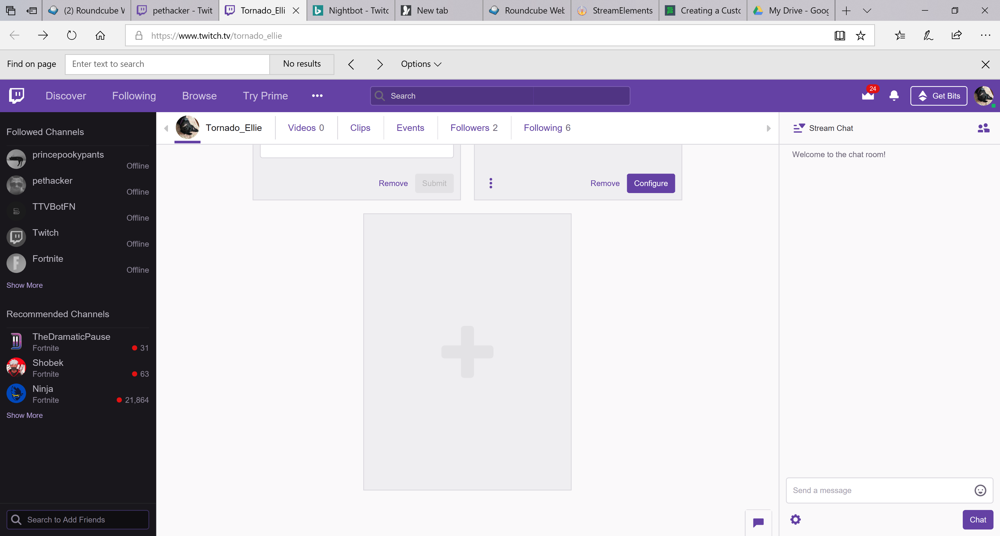 (2) Roundcube W
pethacker - Twit
Tornado_Elli
Nightbot - Twitc
New tab
Roundcube Web
StreamElements
Creating a Custo
My Drive - Goog
https://www.twitch.tv/tornado_ellie
Find on page
Enter text to search
No results
Options
Discover
Following
Browse
Try Prime
Search
24
Get Bits
Followed Channels
princepookypants
Offline
pethacker
Offline
TTVBotFN
Offline
Twitch
Offline
Fortnite
Offline
Show More
Recommended Channels
TheDramaticPause
Fortnite
31
Shobek
Fortnite
63
Ninja
Fortnite
21,864
Show More
Search to Add Friends
Tornado_Ellie
Videos 0
Clips
Events
Followers 2
Following 6
Remove
Submit
Remove
Configure
Stream Chat
Welcome to the chat room!
Send a message
Chat